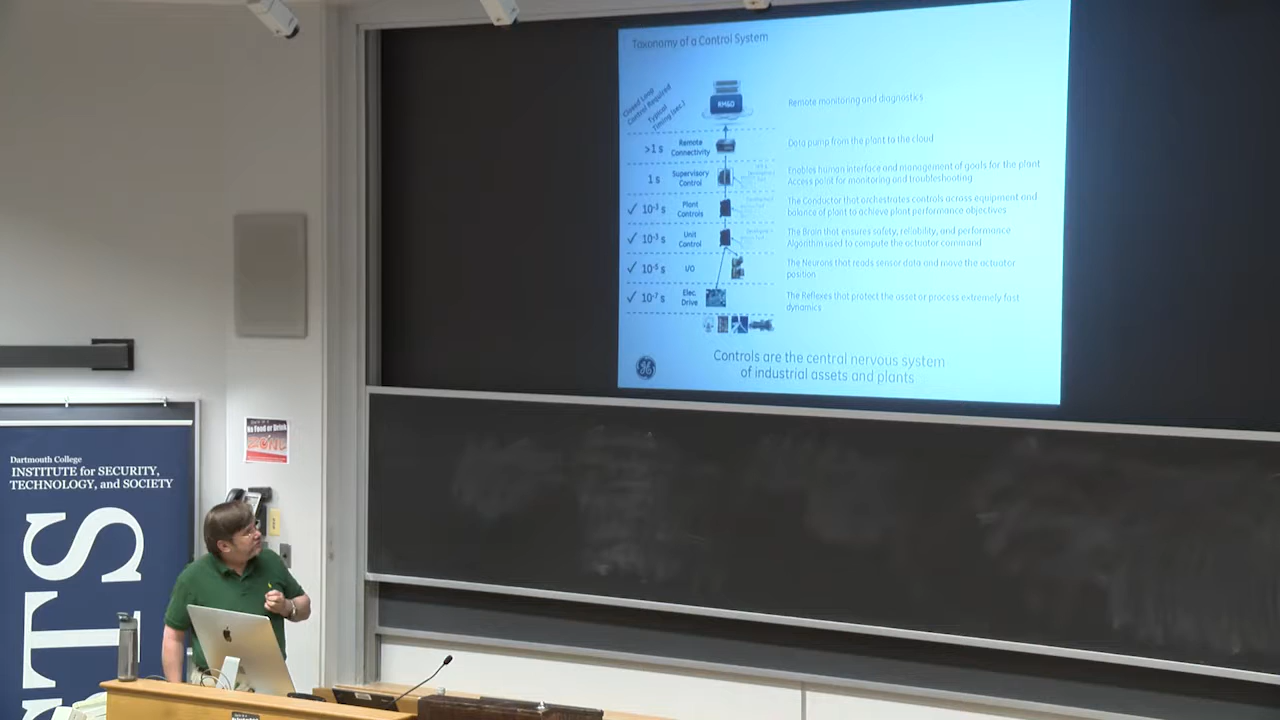 Taxonomy of a Control System
Closed Loop
Control Required
Typical
Timing (sec.)
RM&D
Remote monitoring and diagnostics
>1 s
Remote
Connectivity
Data pump from the plant to the cloud
1 s
Supervisory
Control
Enables human interface and management of goals for the plant
Access point for monitoring and troubleshooting
✓ 10⁻³ s
Plant
Controls
The Conductor that orchestrates controls across equipment and
balance of plant to achieve plant performance objectives
✓ 10⁻³ s
Unit
Control
The Brain that ensures safety, reliability, and performance
Algorithm used to compute the actuator command
✓ 10⁻⁵ s
I/O
The Neurons that reads sensor data and move the actuator
position
✓ 10⁻⁷ s
Elec.
Drive
The Reflexes that protect the asset or process extremely fast
dynamics
Controls are the central nervous system
of industrial assets and plants
No Food or Drink
ZONE
Dartmouth College
INSTITUTE for SECURITY,
TECHNOLOGY, and SOCIETY
STS